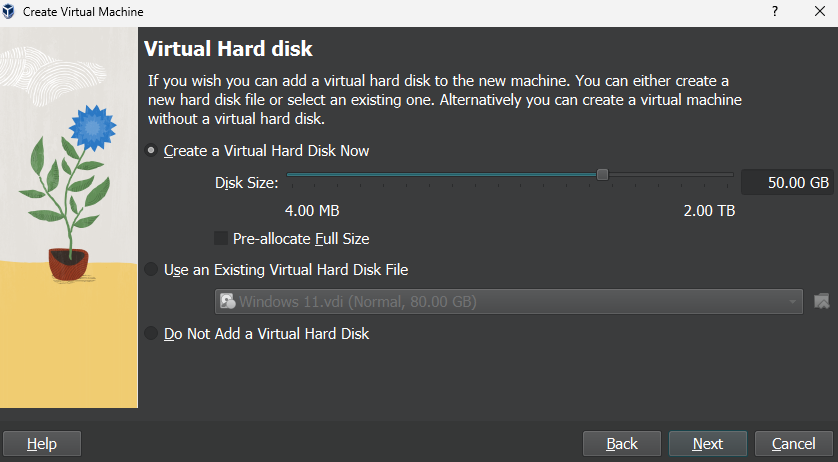 Create Virtual Machine
?
Virtual Hard disk
If you wish you can add a virtual hard disk to the new machine. You can either create a
new hard disk file or select an existing one. Alternatively you can create a virtual machine
without a virtual hard disk.
Create a Virtual Hard Disk Now
Disk Size:
50.00 GB
4.00 MB
2.00 TB
Pre-allocate Full Size
Use an Existing Virtual Hard Disk File
Windows 11.vdi (Normal, 80.00 GB)
Do Not Add a Virtual Hard Disk
Help
Back
Next
Cancel